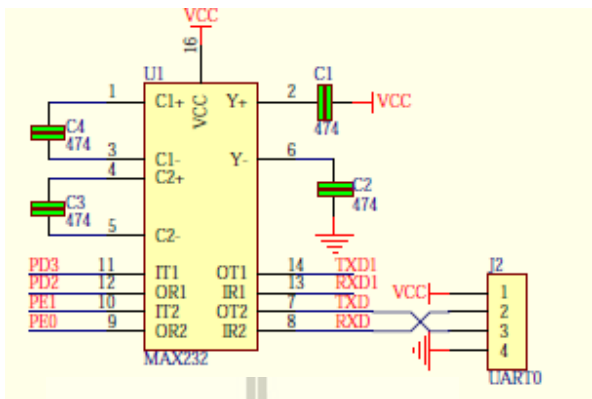 VCC
16
U1
C1
1
C1+
VCC
Y+
2
VCC
C4
474
474
3
C1-
Y-
6
4
C2+
C3
474
C2
474
5
C2-
PD3
11
IT1
OT1
14
TXD1
J2
PD2
12
OR1
IR1
13
RXD1
VCC
1
PE1
10
IT2
OT2
7
TXD
2
PE0
9
OR2
IR2
8
RXD
3
4
MAX232
UART0